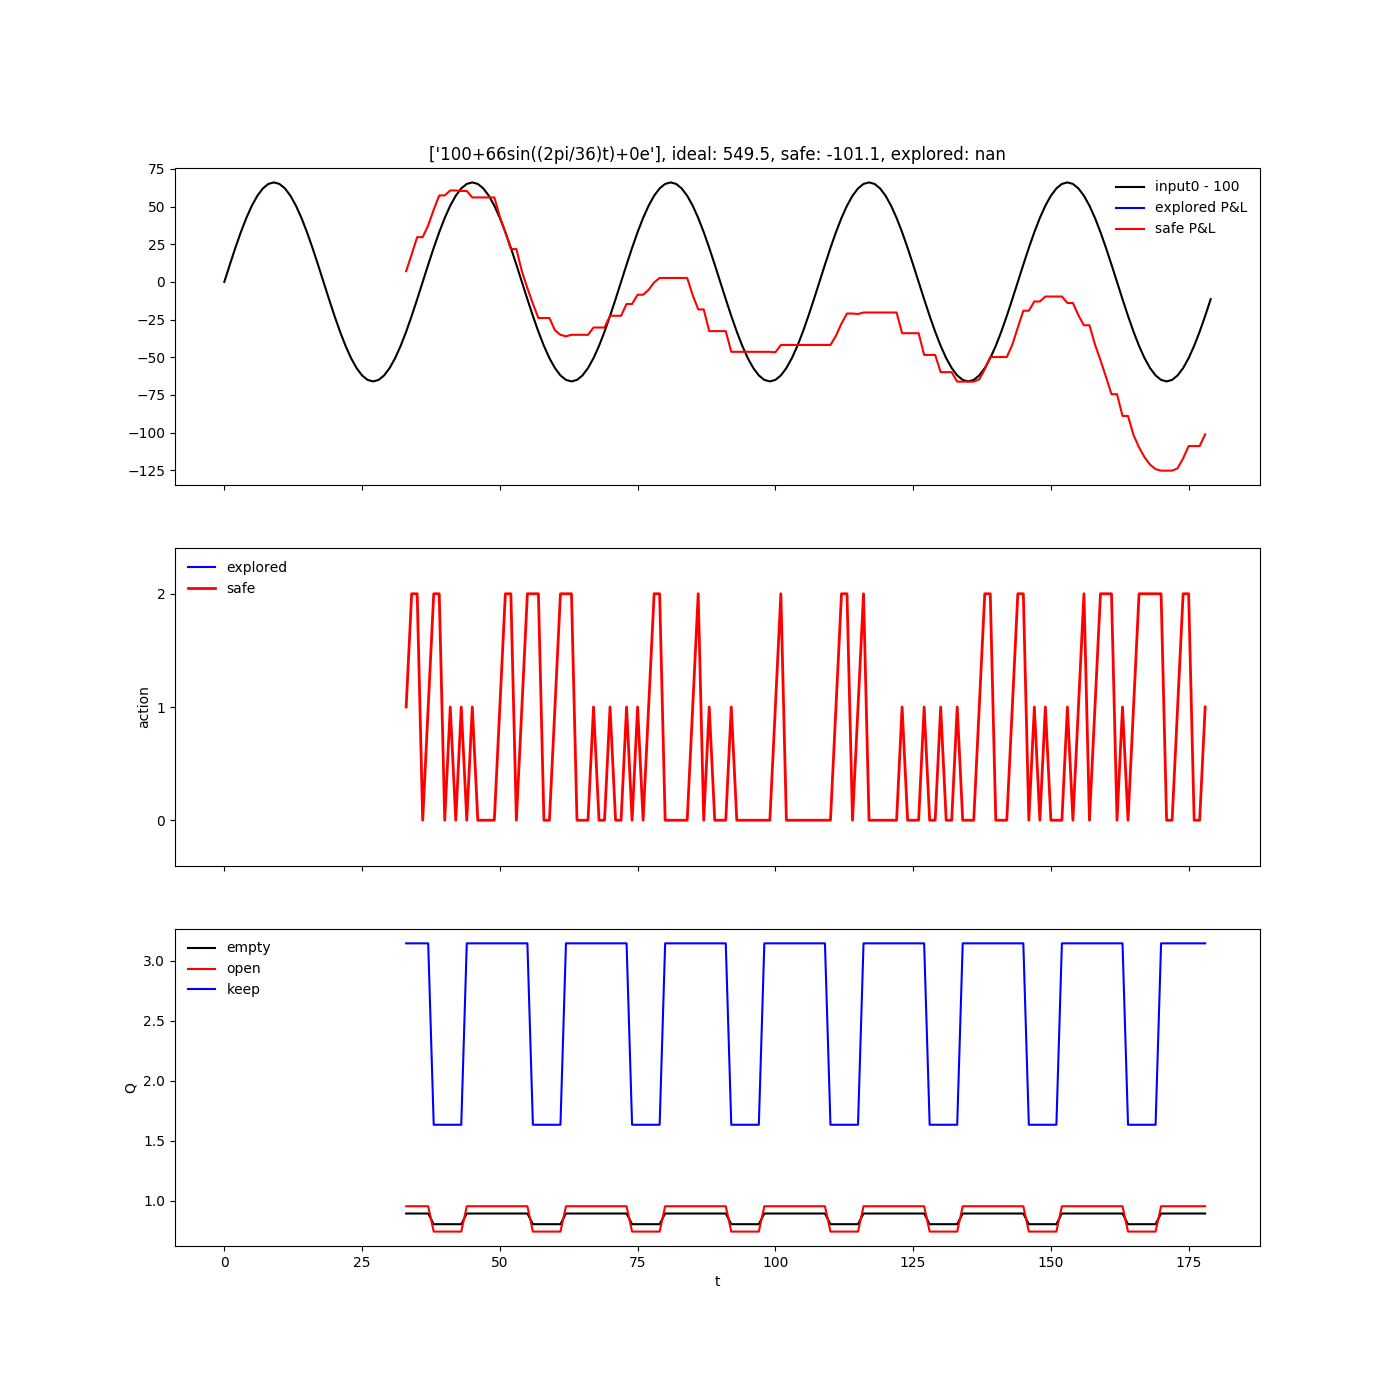 ['100+66sin((2pi/36)t)+0e'], ideal: 549.5, safe: -101.1, explored: nan
75
50
25
0
−25
−50
−75
−100
−125
input0 - 100
explored P&L
safe P&L
action
2
1
0
explored
safe
Q
3.0
2.5
2.0
1.5
1.0
empty
open
keep
0 25 50 75 100 125 150 175
t